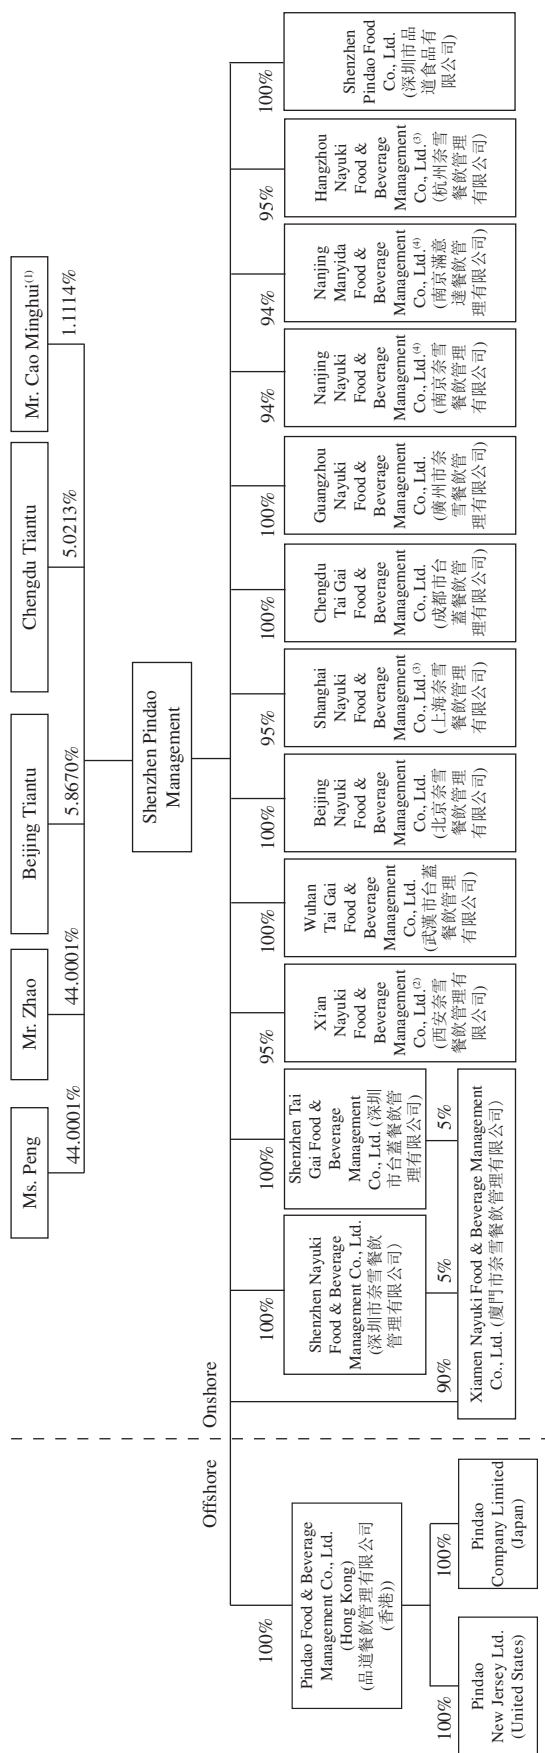 Ms. Peng
Mr. Zhao
Beijing Tiantu
Chengdu Tiantu
Mr. Cao Minghui(1)
44.0001%
44.0001%
5.8670%
5.0213%
1.1114%
Shenzhen Pindao
Management
Offshore
Onshore
100%
Pindao Food & Beverage
Management Co., Ltd.
(Hong Kong)
(品道餐飲管理有限公司
(香港))
100%
Pindao
New Jersey Ltd.
(United States)
100%
Pindao
Company Limited
(Japan)
100%
Shenzhen Nayuki
Food & Beverage
Management Co., Ltd.
(深圳市奈雪餐飲
管理有限公司)
100%
Shenzhen Tai
Gai Food &
Beverage
Management
Co., Ltd. (深圳
市台蓋餐飲管
理有限公司)
90%
5%
5%
Xiamen Nayuki Food & Beverage Management
Co., Ltd. (廈門市奈雪餐飲管理有限公司)
95%
Xi'an
Nayuki
Food &
Beverage
Management
Co., Ltd.(2)
(西安奈雪
餐飲管理有
限公司)
100%
Wuhan
Tai Gai
Food &
Beverage
Management
Co., Ltd.
(武漢市台蓋
餐飲管理
有限公司)
100%
Beijing
Nayuki
Food &
Beverage
Management
Co., Ltd.
(北京奈雪
餐飲管理
有限公司)
95%
Shanghai
Nayuki
Food &
Beverage
Management
Co., Ltd.(3)
(上海奈雪
餐飲管理
有限公司)
100%
Chengdu
Tai Gai
Food &
Beverage
Management
Co., Ltd.
(成都市台
蓋餐飲管
理有限公司)
100%
Guangzhou
Nayuki
Food &
Beverage
Management
Co., Ltd.
(廣州市奈
雪餐飲管
理有限公司)
94%
Nanjing
Nayuki
Food &
Beverage
Management
Co., Ltd.(4)
(南京奈雪
餐飲管理
有限公司)
94%
Nanjing
Manyida
Food &
Beverage
Management
Co., Ltd.(4)
(南京滿意
達餐飲管
理有限公司)
95%
Hangzhou
Nayuki
Food &
Beverage
Management
Co., Ltd.(3)
(杭州奈雪
餐飲管理
有限公司)
100%
Shenzhen
Pindao Food
Co., Ltd.
(深圳市品
道食品有
限公司)